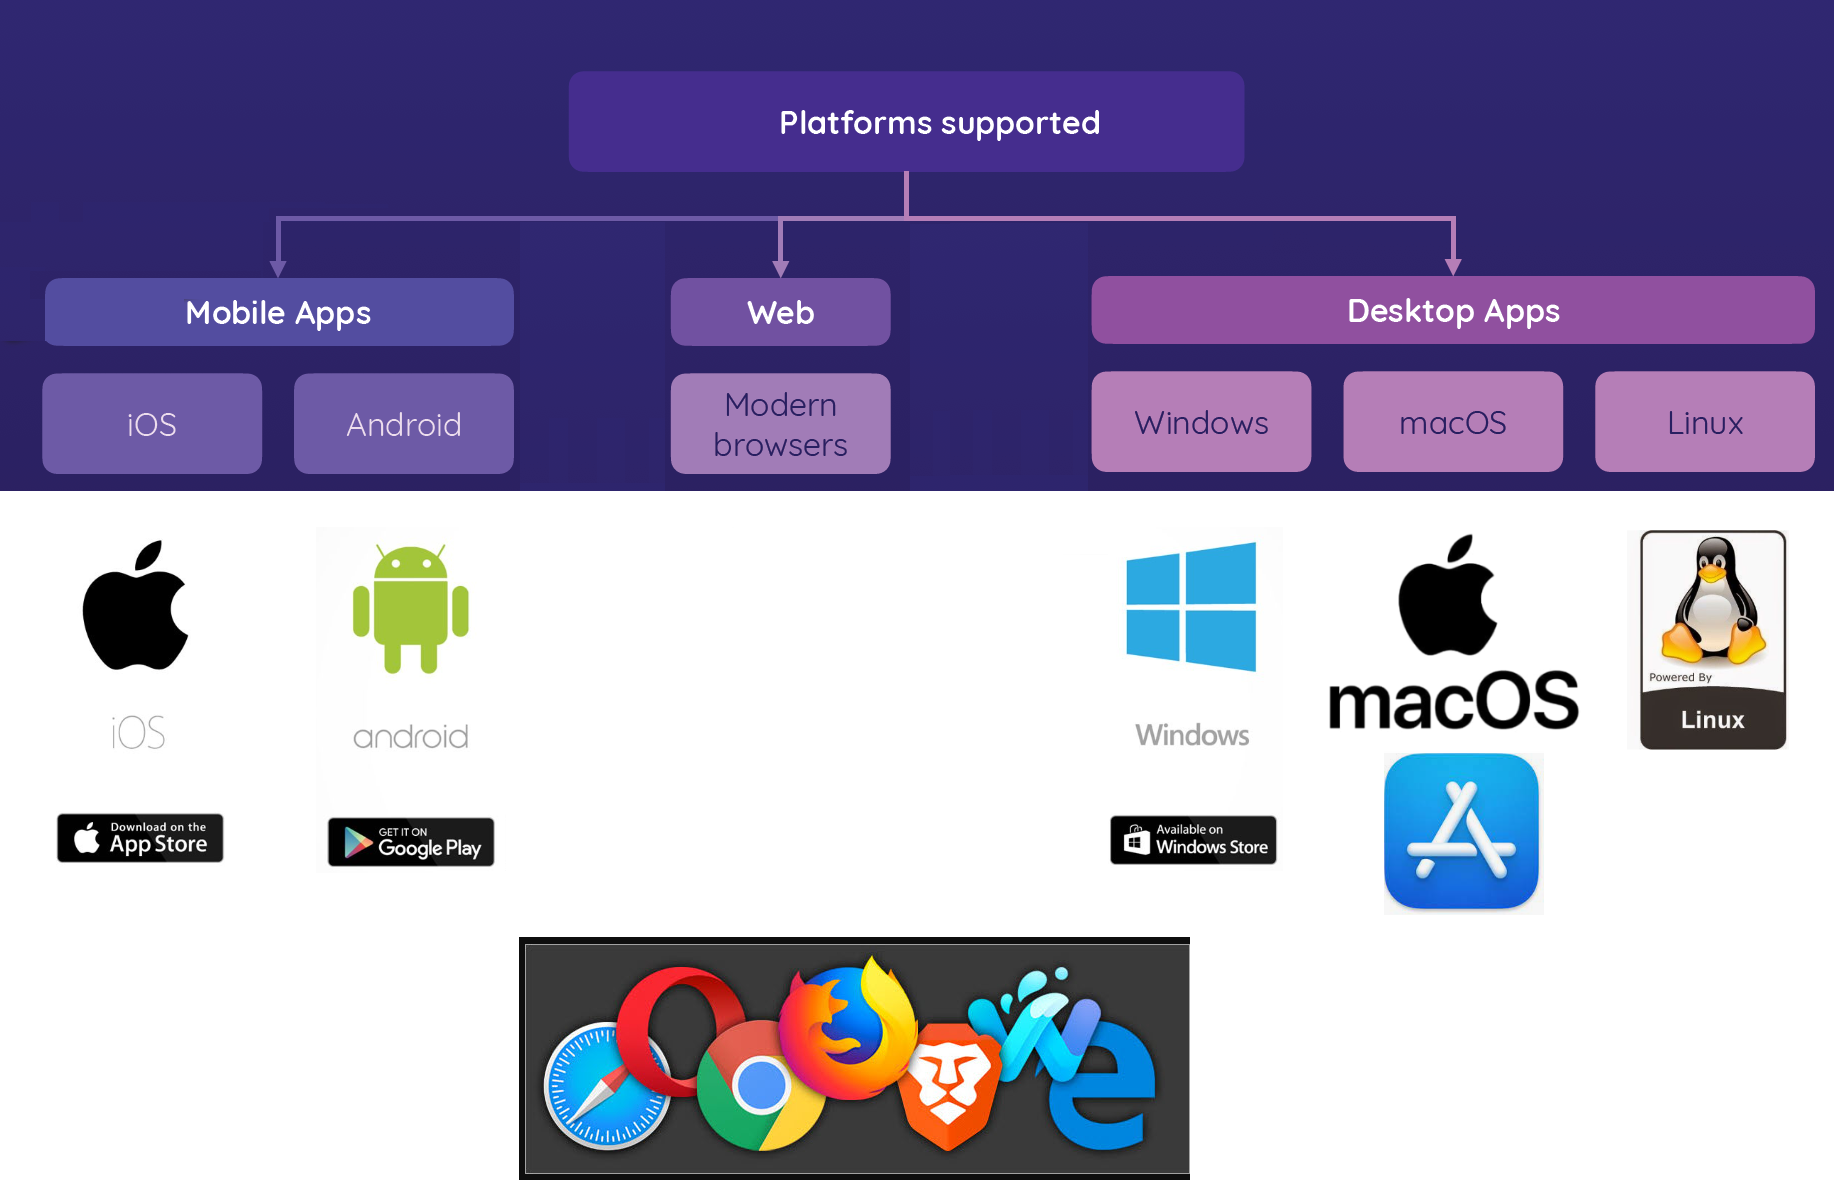 Platforms supported
Mobile Apps
Web
Desktop Apps
iOS
Android
Modern
browsers
Windows
macOS
Linux
iOS
android
Windows
macOS
Powered By
Linux
Download on the
App Store
GET IT ON
Google Play
Available on
Windows Store